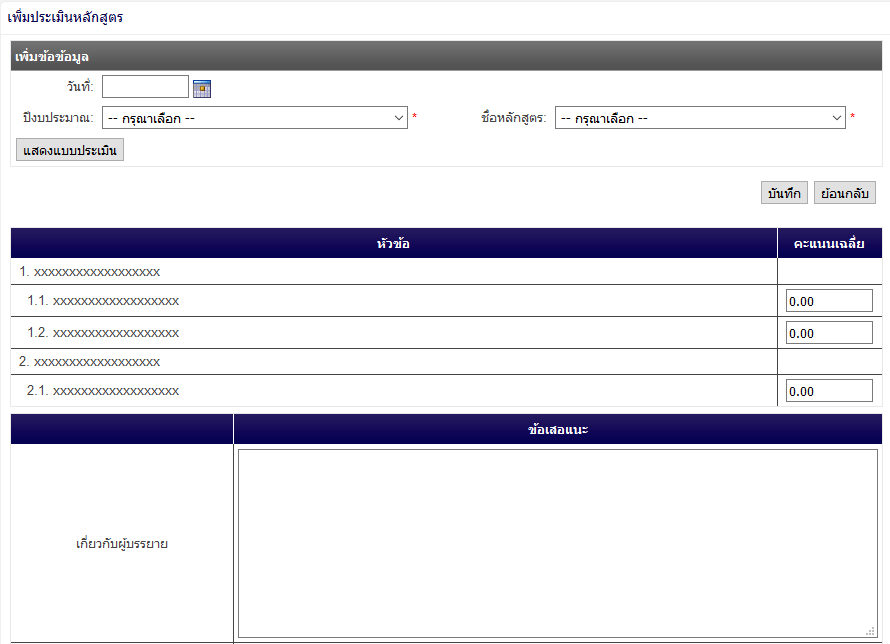 เพิ่มประเมินหลักสูตร
เพิ่มข้อข้อมูล
วันที่:
ปีงบประมาณ: -- กรุณาเลือก -- * ชื่อหลักสูตร: -- กรุณาเลือก -- *
แสดงแบบประเมิน
บันทึก ย้อนกลับ
หัวข้อ คะแนนเฉลี่ย
1. xxxxxxxxxxxxxxxxxx
1.1. xxxxxxxxxxxxxxxxxx 0.00
1.2. xxxxxxxxxxxxxxxxxx 0.00
2. xxxxxxxxxxxxxxxxxx
2.1. xxxxxxxxxxxxxxxxxx 0.00
ข้อเสอแนะ
เกี่ยวกับผู้บรรยาย